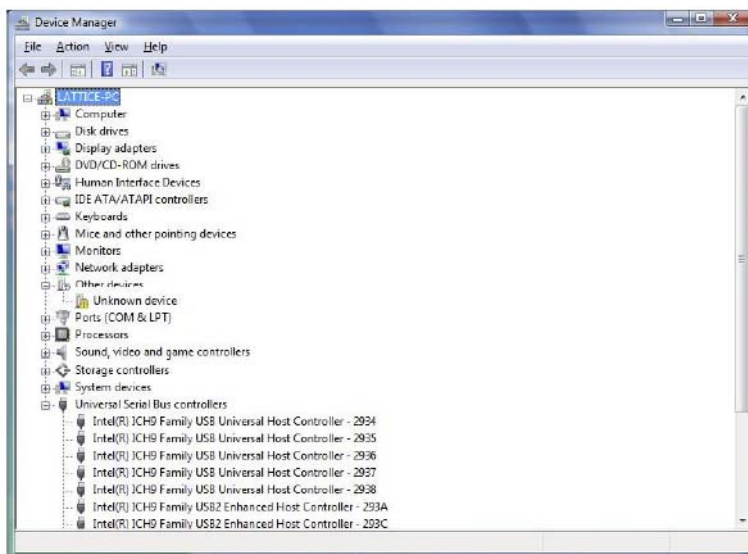 Device Manager
File Action View Help
LATTICE-PC
Computer
Disk drives
Display adapters
DVD/CD-ROM drives
Human Interface Devices
IDE ATA/ATAPI controllers
Keyboards
Mice and other pointing devices
Monitors
Network adapters
Other devices
Unknown device
Ports (COM & LPT)
Processors
Sound, video and game controllers
Storage controllers
System devices
Universal Serial Bus controllers
Intel(R) ICH9 Family USB Universal Host Controller - 2934
Intel(R) ICH9 Family USB Universal Host Controller - 2935
Intel(R) ICH9 Family USB Universal Host Controller - 2936
Intel(R) ICH9 Family USB Universal Host Controller - 2937
Intel(R) ICH9 Family USB Universal Host Controller - 2938
Intel(R) ICH9 Family USB2 Enhanced Host Controller - 293A
Intel(R) ICH9 Family USB2 Enhanced Host Controller - 293C